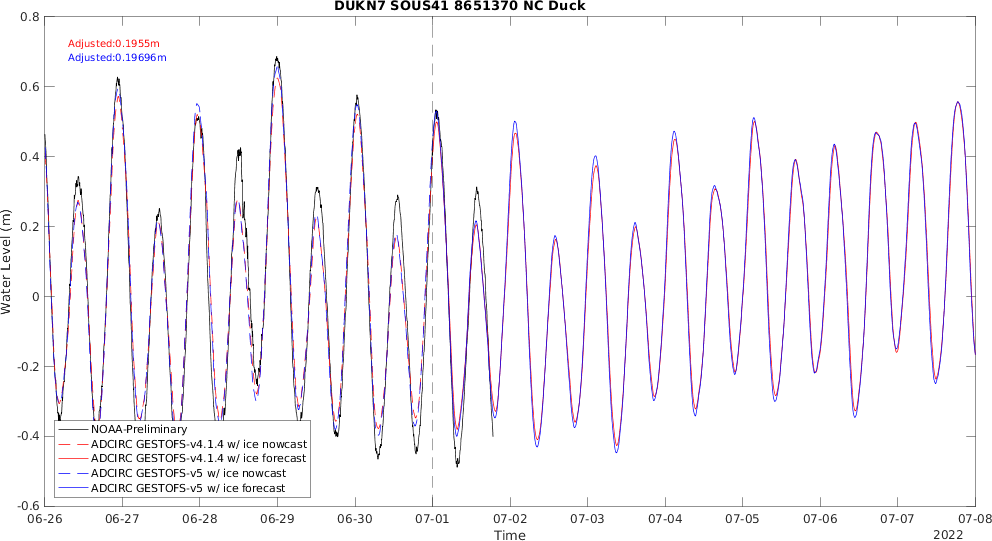 DUKN7 SOUS41 8651370 NC Duck
Adjusted:0.1955m
Adjusted:0.19696m
Water Level (m)
0.8
0.6
0.4
0.2
0
-0.2
-0.4
-0.6
NOAA-Preliminary
ADCIRC GESTOFS-v4.1.4 w/ ice nowcast
ADCIRC GESTOFS-v4.1.4 w/ ice forecast
ADCIRC GESTOFS-v5 w/ ice nowcast
ADCIRC GESTOFS-v5 w/ ice forecast
06-26 06-27 06-28 06-29 06-30 07-01 07-02 07-03 07-04 07-05 07-06 07-07 07-08
Time
2022